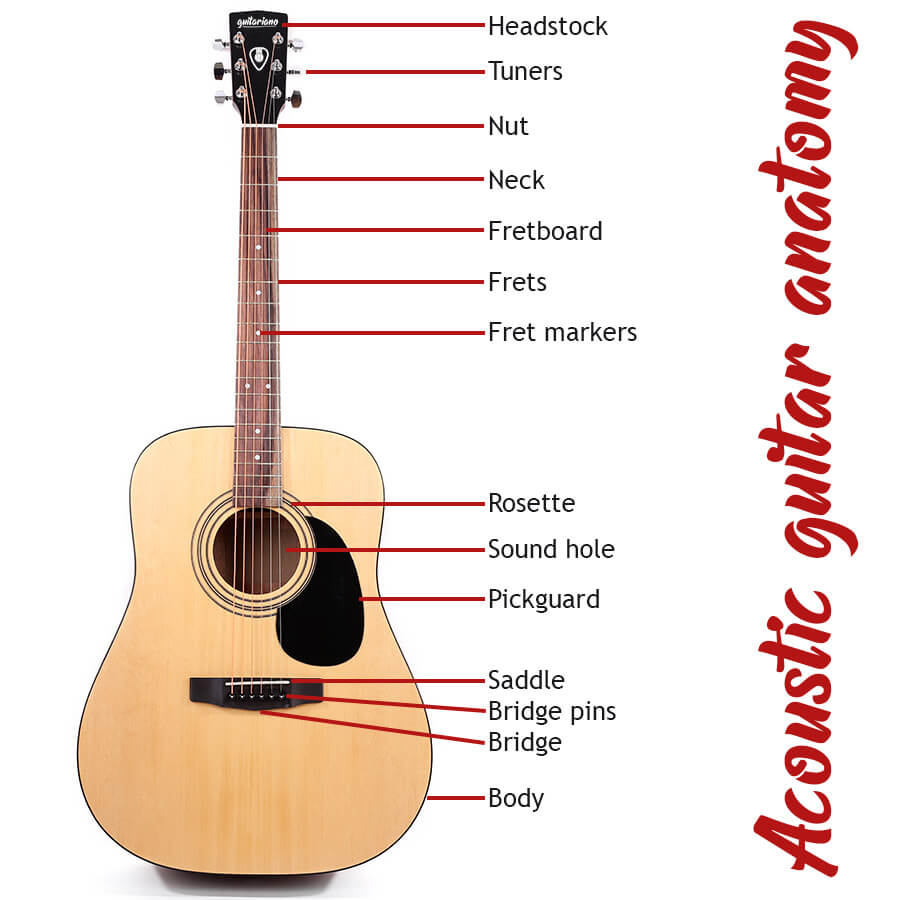 guitariano
Headstock
Tuners
Nut
Neck
Fretboard
Frets
Fret markers
Rosette
Sound hole
Pickguard
Saddle
Bridge pins
Bridge
Body
Acoustic guitar anatomy